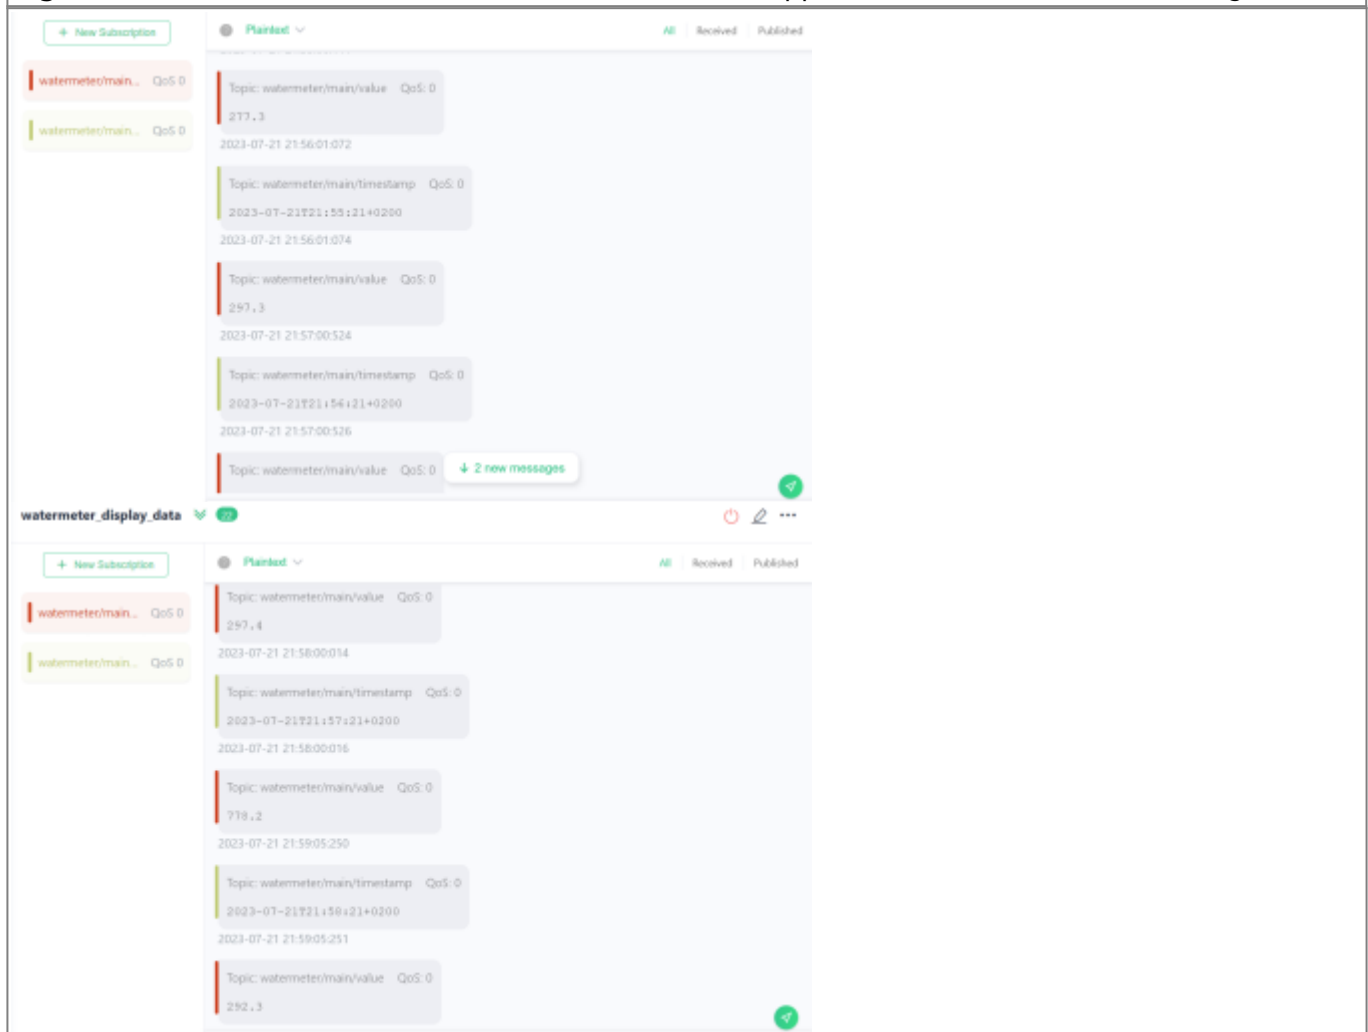 + New Subscription
Plaintext
All Received Published
watermeter/main... QoS 0
watermeter/main... QoS 0
Topic: watermeter/main/value QoS: 0
277.3
2023-07-21 21:56:01:072
Topic: watermeter/main/timestamp QoS: 0
2023-07-21T21:55:21+0200
2023-07-21 21:56:01:074
Topic: watermeter/main/value QoS: 0
297.3
2023-07-21 21:57:00:524
Topic: watermeter/main/timestamp QoS: 0
2023-07-21T21:56:21+0200
2023-07-21 21:57:00:526
Topic: watermeter/main/value QoS: 0
2 new messages
watermeter_display_data 22
+ New Subscription
Plaintext
All Received Published
watermeter/main... QoS 0
watermeter/main... QoS 0
Topic: watermeter/main/value QoS: 0
297.4
2023-07-21 21:58:00:014
Topic: watermeter/main/timestamp QoS: 0
2023-07-21T21:57:21+0200
2023-07-21 21:58:00:016
Topic: watermeter/main/value QoS: 0
778.2
2023-07-21 21:59:05:250
Topic: watermeter/main/timestamp QoS: 0
2023-07-21T21:58:21+0200
2023-07-21 21:59:05:251
Topic: watermeter/main/value QoS: 0
292.3